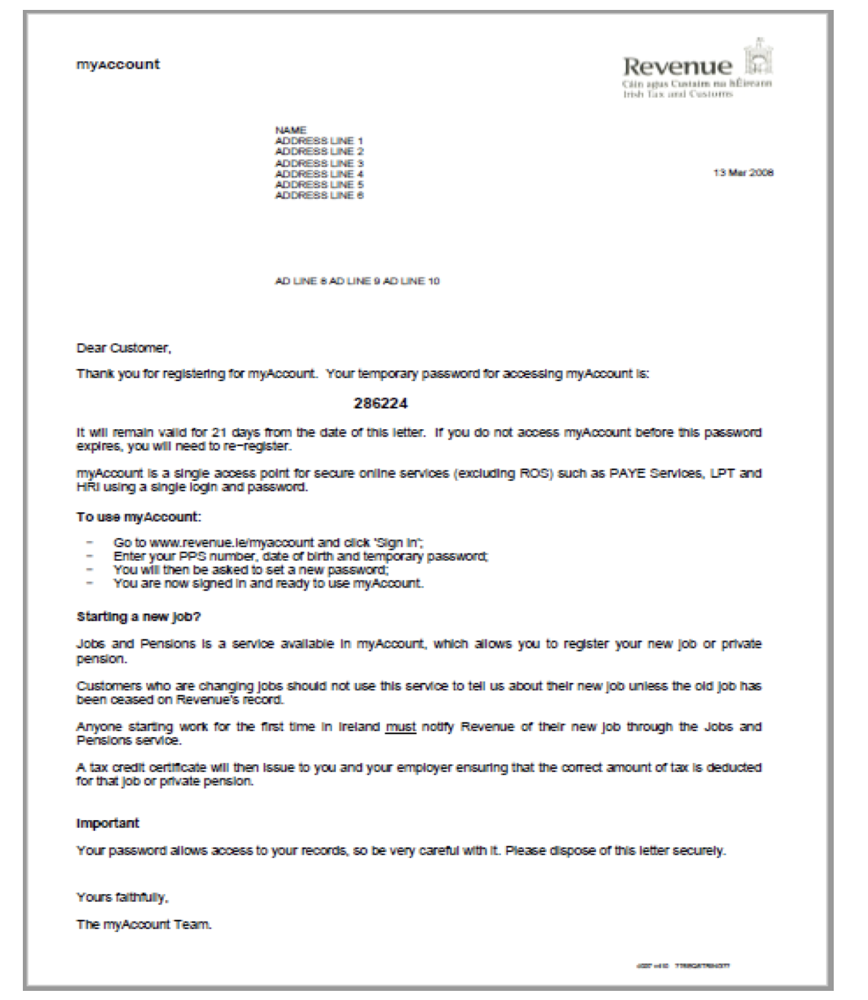 myAccount
Revenue
Cáin agus Custaim na hÉireann
Irish Tax and Customs
NAME
ADDRESS LINE 1
ADDRESS LINE 2
ADDRESS LINE 3
ADDRESS LINE 4
ADDRESS LINE 5
ADDRESS LINE 6
13 Mar 2008
AD LINE 8 AD LINE 9 AD LINE 10
Dear Customer,
Thank you for registering for myAccount. Your temporary password for accessing myAccount is:
286224
It will remain valid for 21 days from the date of this letter. If you do not access myAccount before this password
expires, you will need to re-register.
myAccount is a single access point for secure online services (excluding ROS) such as PAYE Services, LPT and
HRI using a single login and password.
To use myAccount:
- Go to www.revenue.ie/myaccount and click 'Sign In';
- Enter your PPS number, date of birth and temporary password;
- You will then be asked to set a new password;
- You are now signed in and ready to use myAccount.
Starting a new job?
Jobs and Pensions is a service available in myAccount, which allows you to register your new job or private
pension.
Customers who are changing jobs should not use this service to tell us about their new job unless the old job has
been ceased on Revenue's record.
Anyone starting work for the first time in Ireland must notify Revenue of their new job through the Jobs and
Pensions service.
A tax credit certificate will then issue to you and your employer ensuring that the correct amount of tax is deducted
for that job or private pension.
Important
Your password allows access to your records, so be very careful with it. Please dispose of this letter securely.
Yours faithfully,
The myAccount Team.